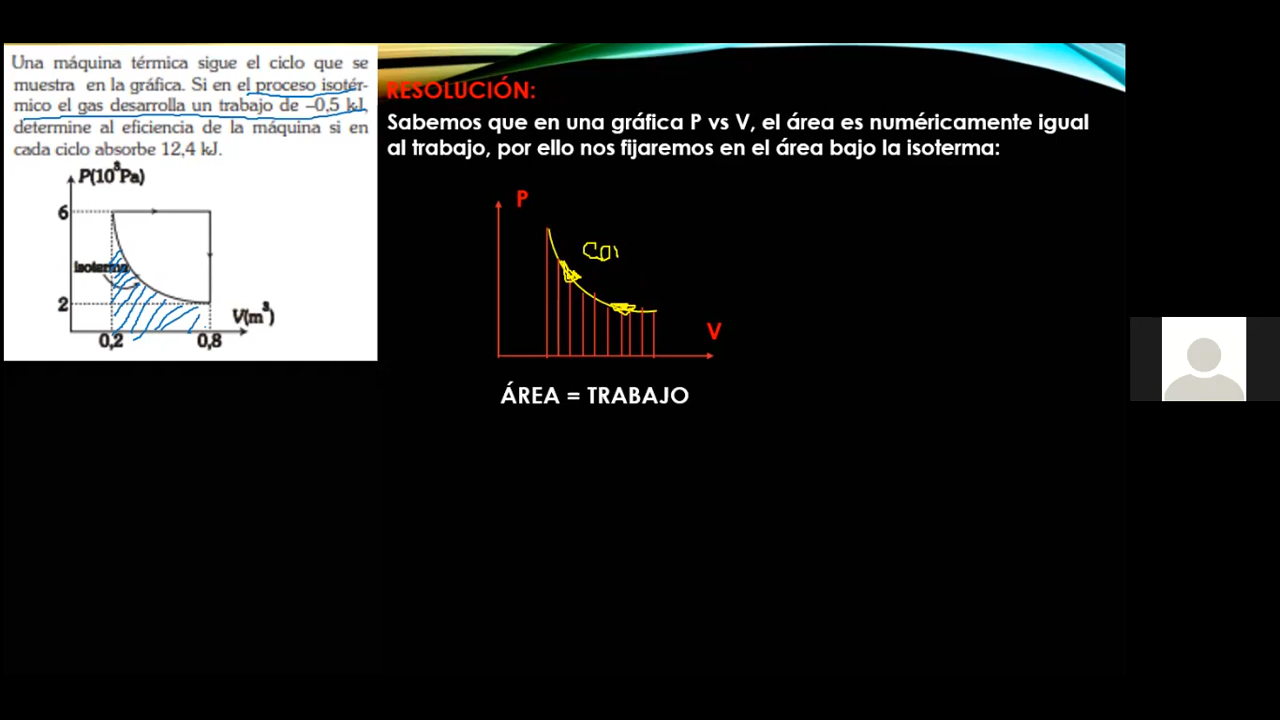 Una máquina térmica sigue el ciclo que se
muestra en la gráfica. Si en el proceso isotér-
mico el gas desarrolla un trabajo de –0,5 kJ,
determine al eficiencia de la máquina si en
cada ciclo absorbe 12,4 kJ.
P(10³Pa)
6
isoterma
2
V(m³)
0,2
0,8
RESOLUCIÓN:
Sabemos que en una gráfica P vs V, el área es numéricamente igual
al trabajo, por ello nos fijaremos en el área bajo la isoterma:
P
V
ÁREA = TRABAJO